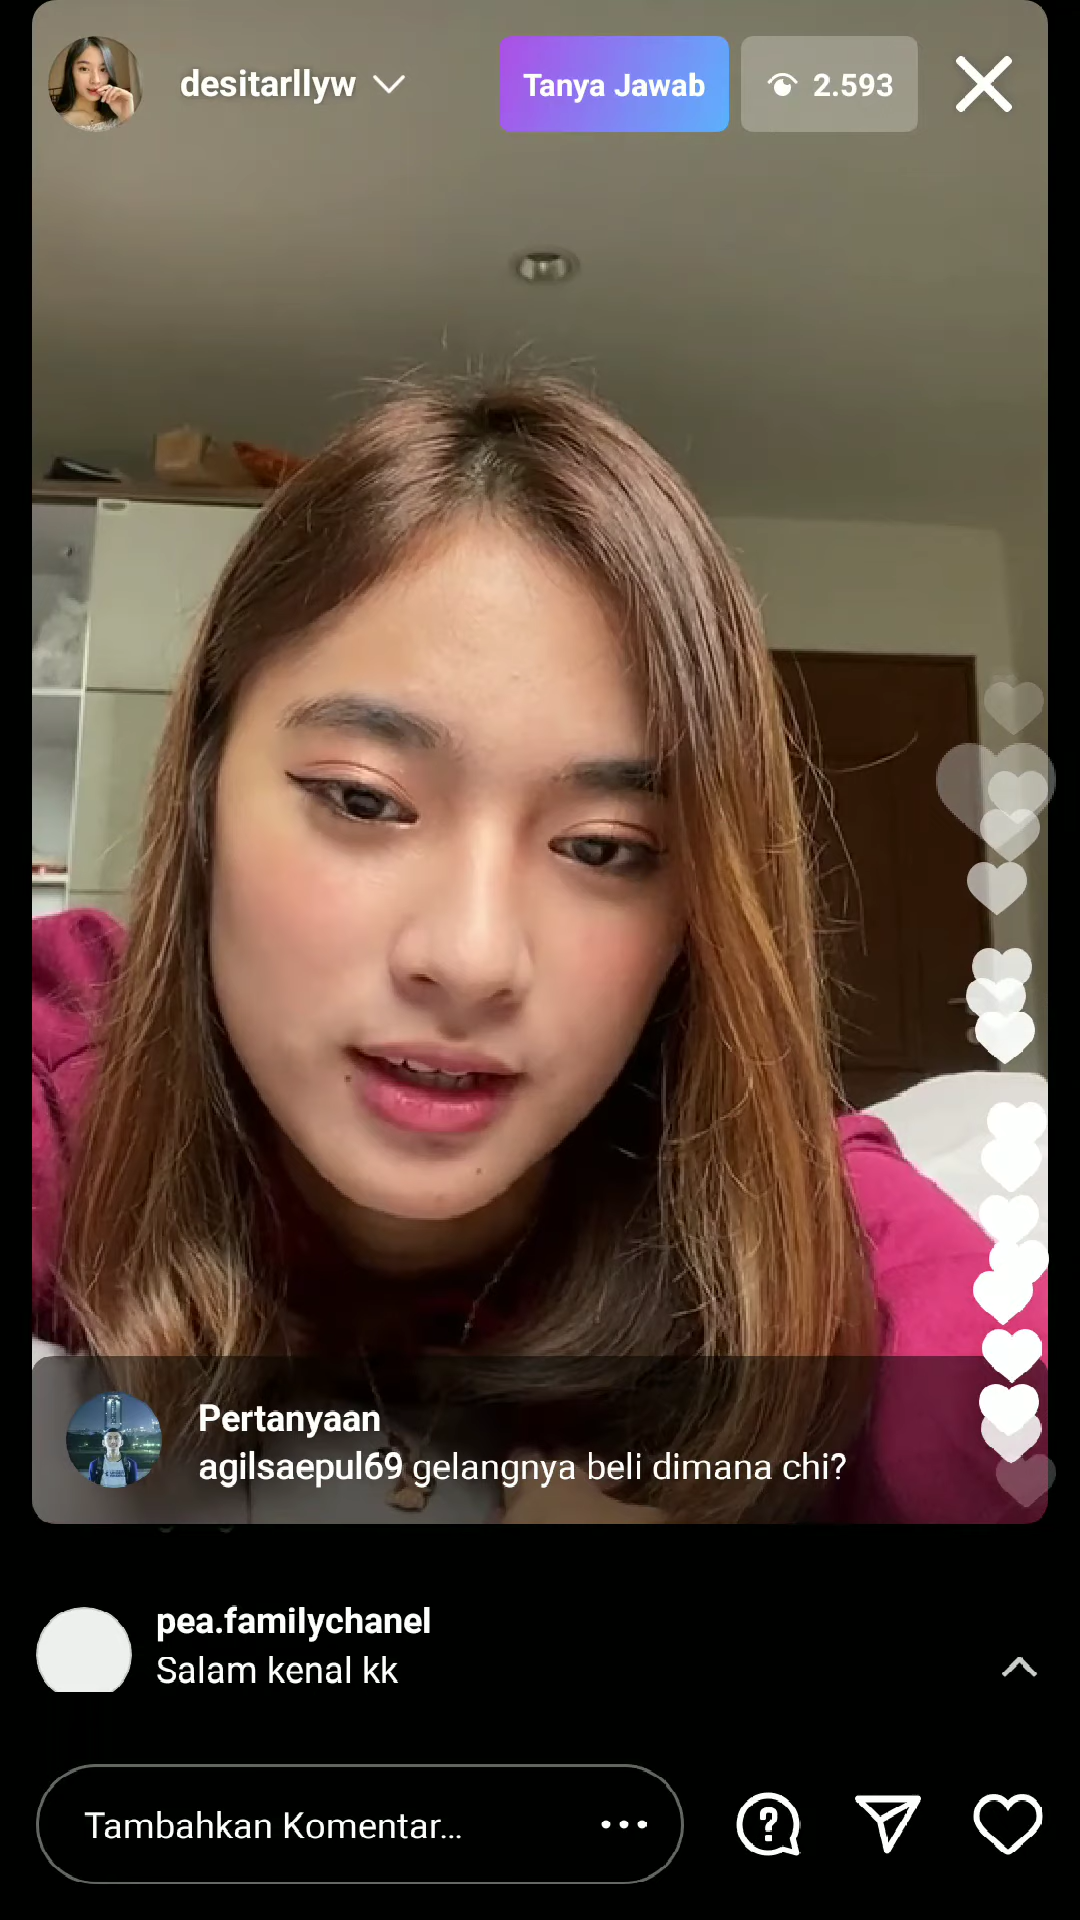 desitarllyw
Tanya Jawab
2.593
Pertanyaan
agilsaepul69 gelangnya beli dimana chi?
pea.familychanel
Salam kenal kk
Tambahkan Komentar...